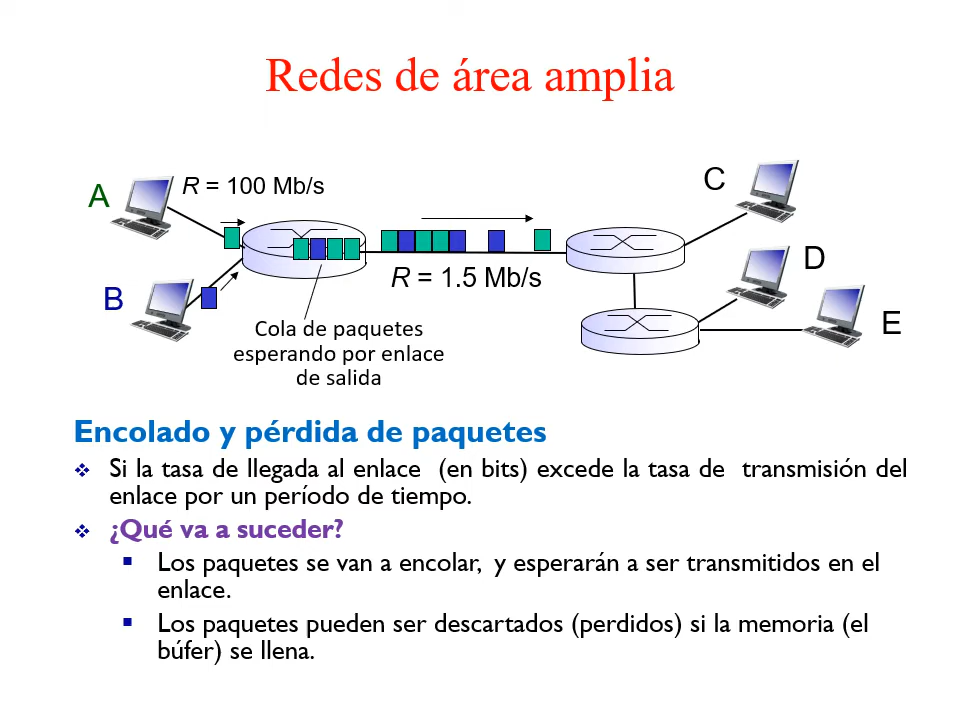 Redes de área amplia
A
R = 100 Mb/s
C
B
R = 1.5 Mb/s
D
E
Cola de paquetes
esperando por enlace
de salida
Encolado y pérdida de paquetes
Si la tasa de llegada al enlace (en bits) excede la tasa de transmisión del
enlace por un período de tiempo.
¿Qué va a suceder?
Los paquetes se van a encolar, y esperarán a ser transmitidos en el
enlace.
Los paquetes pueden ser descartados (perdidos) si la memoria (el
búfer) se llena.